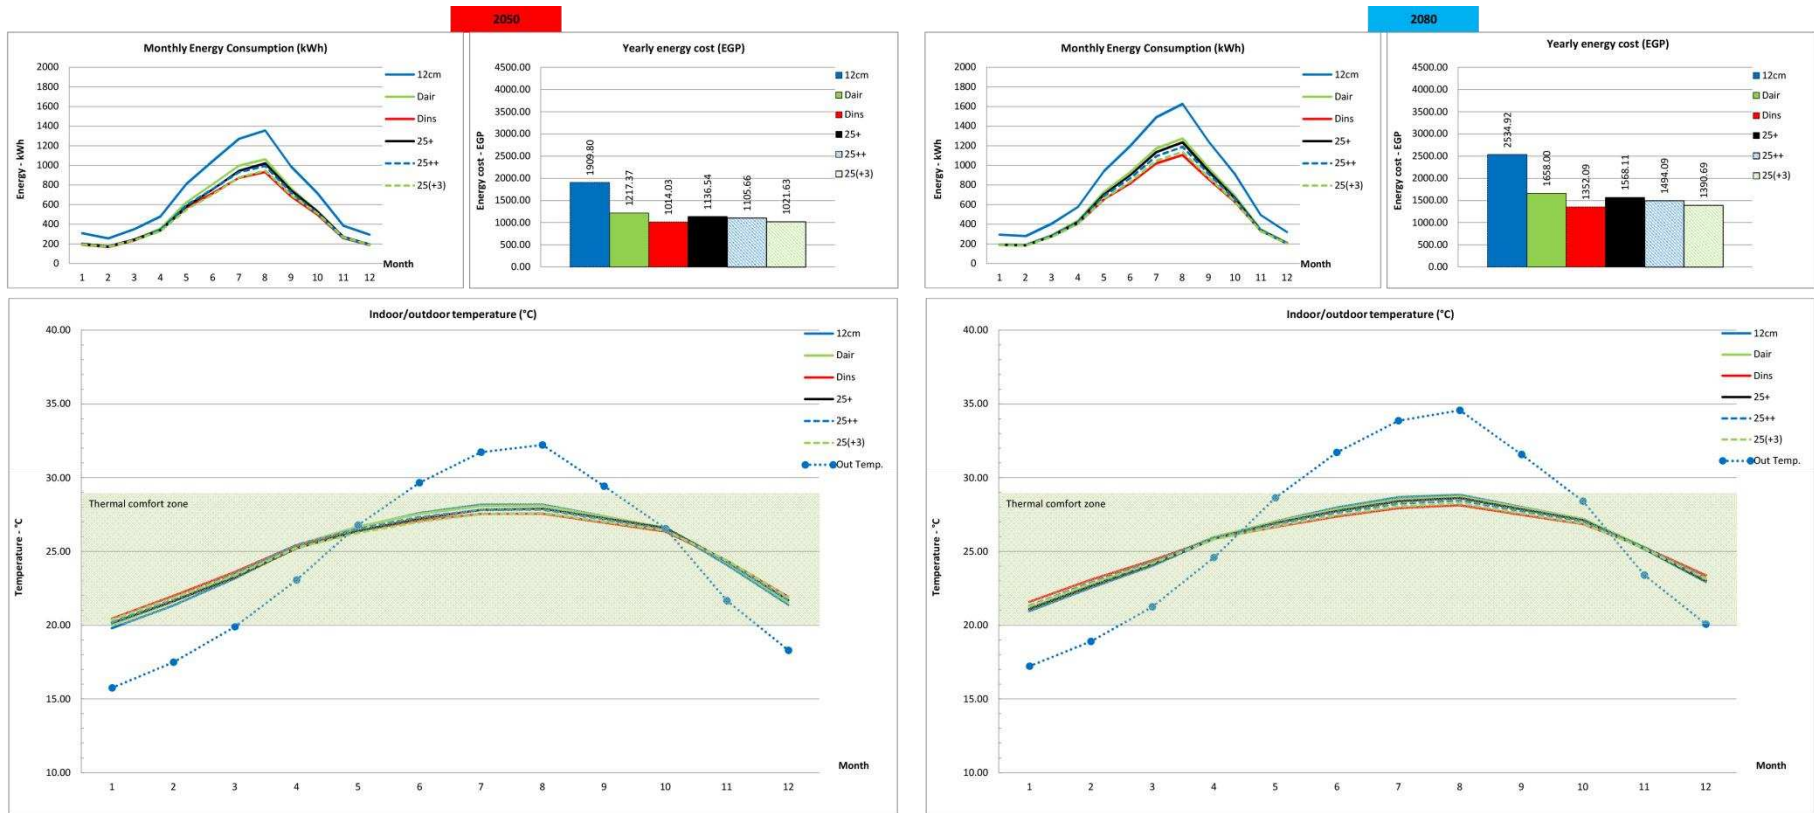 2050
Monthly Energy Consumption (kWh)
Energy - kWh
2000
1800
1600
1400
1200
1000
800
600
400
200
0
1 2 3 4 5 6 7 8 9 10 11 12
Month
12cm
Dair
Dins
25+
25++
25(+3)
Yearly energy cost (EGP)
Energy cost - EGP
4500.00
4000.00
3500.00
3000.00
2500.00
2000.00
1500.00
1000.00
500.00
0.00
1909.80
1217.37
1014.03
1136.54
1105.66
1021.63
12cm
Dair
Dins
25+
25++
25(+3)
Indoor/outdoor temperature (°C)
Temperature - °C
40.00
35.00
30.00
25.00
20.00
15.00
10.00
Thermal comfort zone
12cm
Dair
Dins
25+
25++
25(+3)
Out Temp.
Month
1 2 3 4 5 6 7 8 9 10 11 12
2080
Monthly Energy Consumption (kWh)
Energy - kWh
2000
1800
1600
1400
1200
1000
800
600
400
200
0
1 2 3 4 5 6 7 8 9 10 11 12
Month
12cm
Dair
Dins
25+
25++
25(+3)
Yearly energy cost (EGP)
Energy cost - EGP
4500.00
4000.00
3500.00
3000.00
2500.00
2000.00
1500.00
1000.00
500.00
0.00
2534.92
1658.00
1352.09
1568.11
1494.09
1390.69
12cm
Dair
Dins
25+
25++
25(+3)
Indoor/outdoor temperature (°C)
Temperature - °C
40.00
35.00
30.00
25.00
20.00
15.00
10.00
Thermal comfort zone
12cm
Dair
Dins
25+
25++
25(+3)
Out Temp.
Month
1 2 3 4 5 6 7 8 9 10 11 12